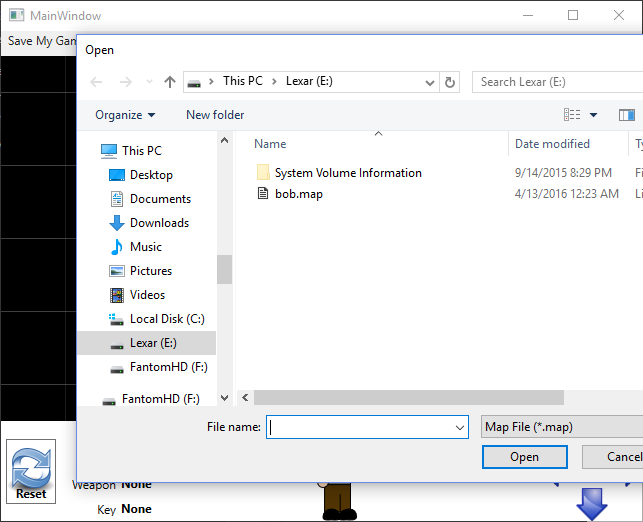 MainWindow
Save My Gam
Open
This PC > Lexar (E:)
Search Lexar (E:)
Organize
New folder
Name
Date modified
Ty
This PC
Desktop
Documents
Downloads
Music
Pictures
Videos
Local Disk (C:)
Lexar (E:)
FantomHD (F:)
FantomHD (F:)
System Volume Information 9/14/2015 8:29 PM Fi
bob.map 4/13/2016 12:23 AM Li
File name:
Map File (*.map)
Open
Cancel
Reset
Weapon None
Key None